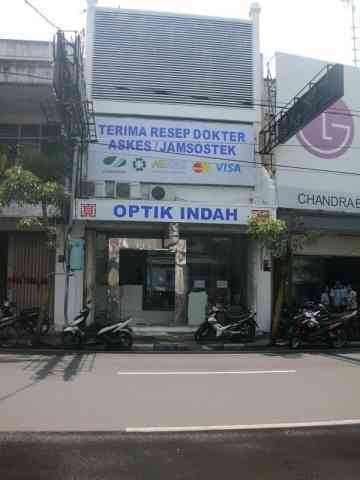 TERIMA RESEP DOKTER
ASKES / JAMSOSTEK
VISA
OPTIK INDAH
LG
CHANDRA